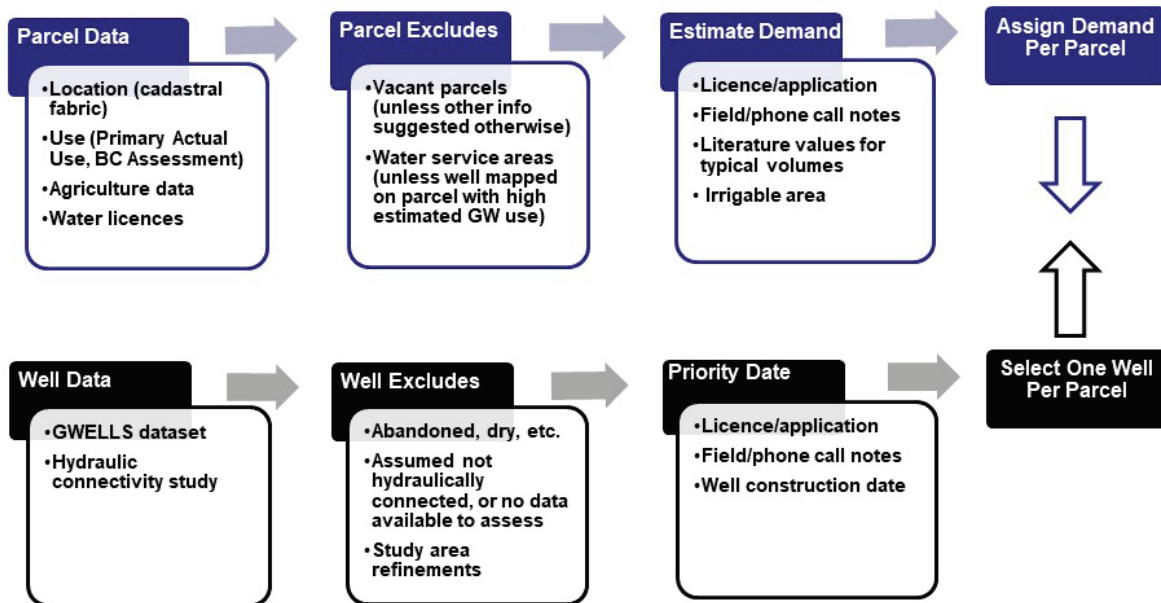 Parcel Data
•Location (cadastral
fabric)
•Use (Primary Actual
Use, BC Assessment)
•Agriculture data
•Water licences
Parcel Excludes
•Vacant parcels
(unless other info
suggested otherwise)
•Water service areas
(unless well mapped
on parcel with high
estimated GW use)
Estimate Demand
•Licence/application
•Field/phone call notes
•Literature values for
typical volumes
• Irrigable area
Assign Demand
Per Parcel
Well Data
•GWELLS dataset
•Hydraulic
connectivity study
Well Excludes
•Abandoned, dry, etc.
•Assumed not
hydraulically
connected, or no data
available to assess
•Study area
refinements
Priority Date
•Licence/application
•Field/phone call notes
•Well construction date
Select One Well
Per Parcel